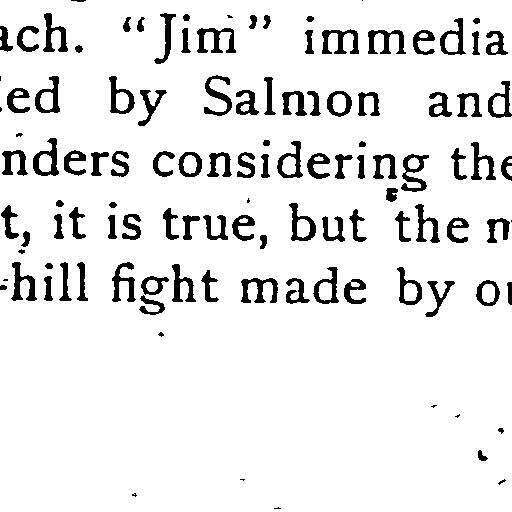 ach. “Jim” immedia
ed by Salmon and
nders considering the
t, it is true, but the m
-hill fight made by ou